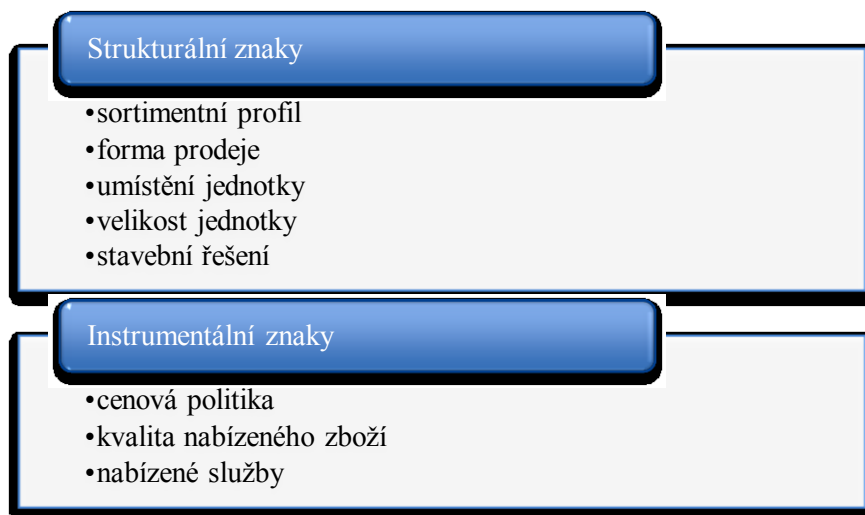 Strukturální znaky
•sortimentní profil
•forma prodeje
•umístění jednotky
•velikost jednotky
•stavební řešení
Instrumentální znaky
•cenová politika
•kvalita nabízeného zboží
•nabízené služby